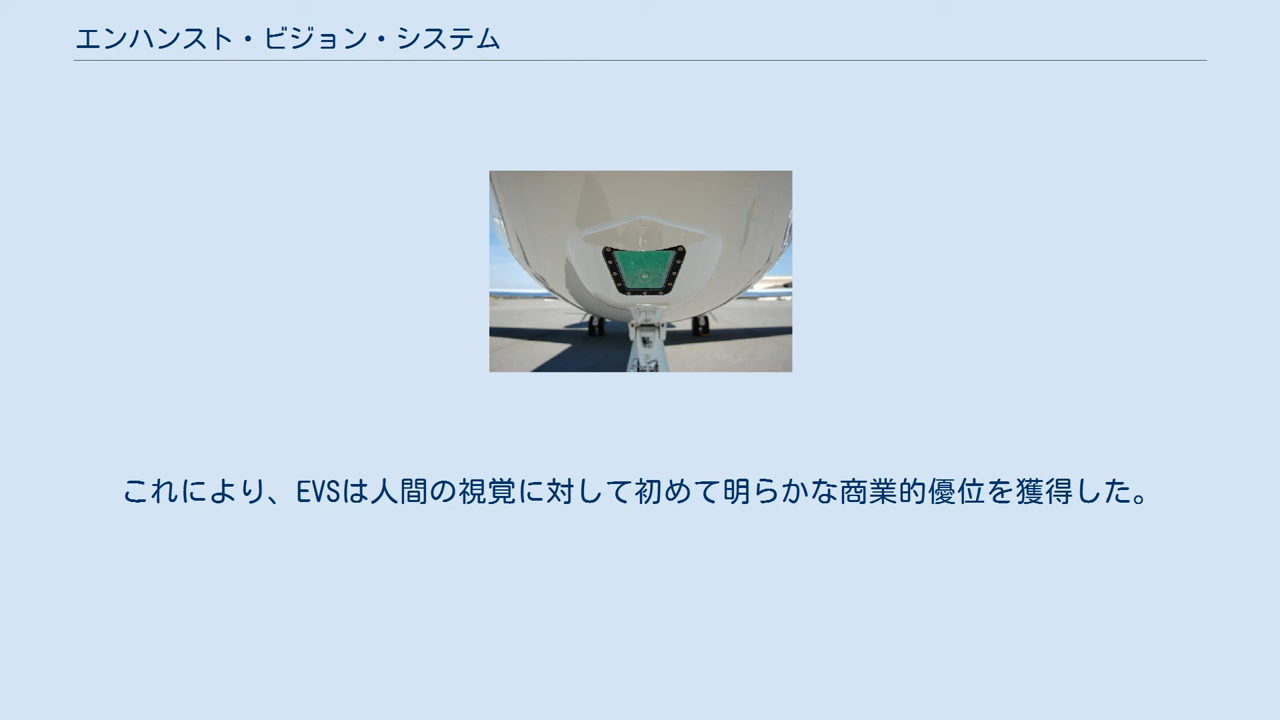 エンハンスト・ビジョン・システム
これにより、EVSは人間の視覚に対して初めて明らかな商業的優位を獲得した。